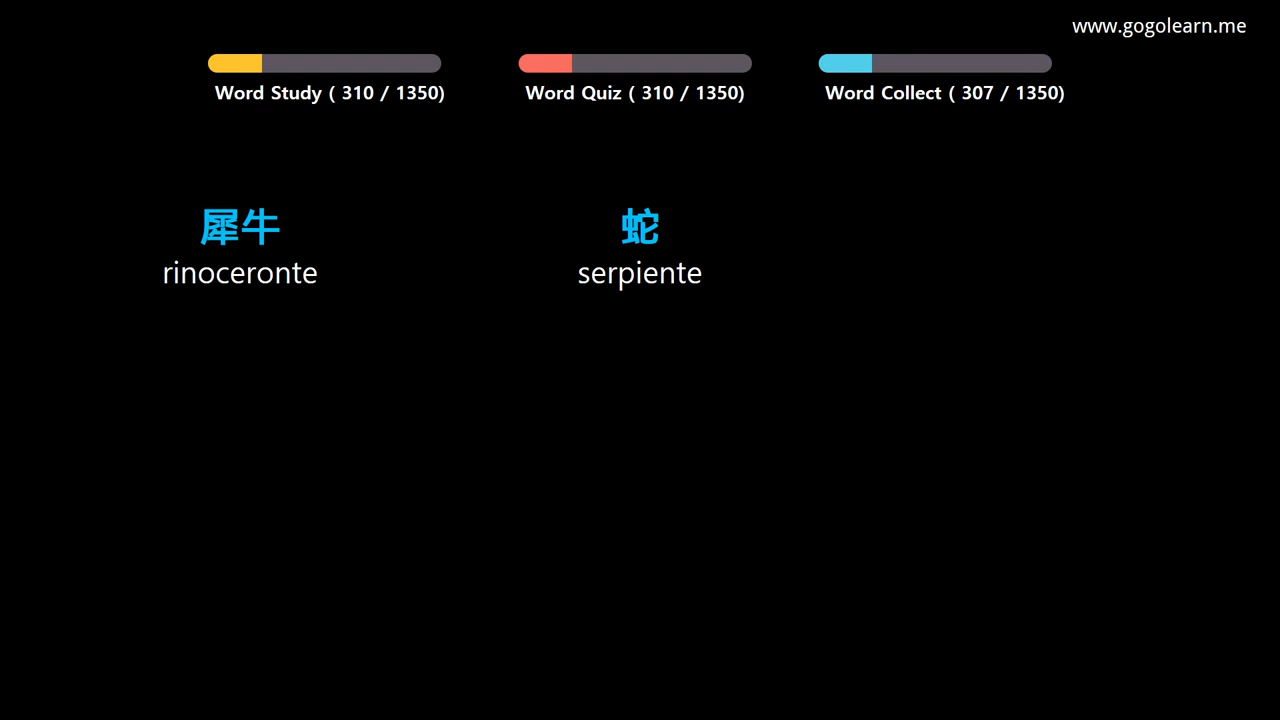 www.gogolearn.me
Word Study ( 310 / 1350)
Word Quiz ( 310 / 1350)
Word Collect ( 307 / 1350)
犀牛
rinoceronte
蛇
serpiente